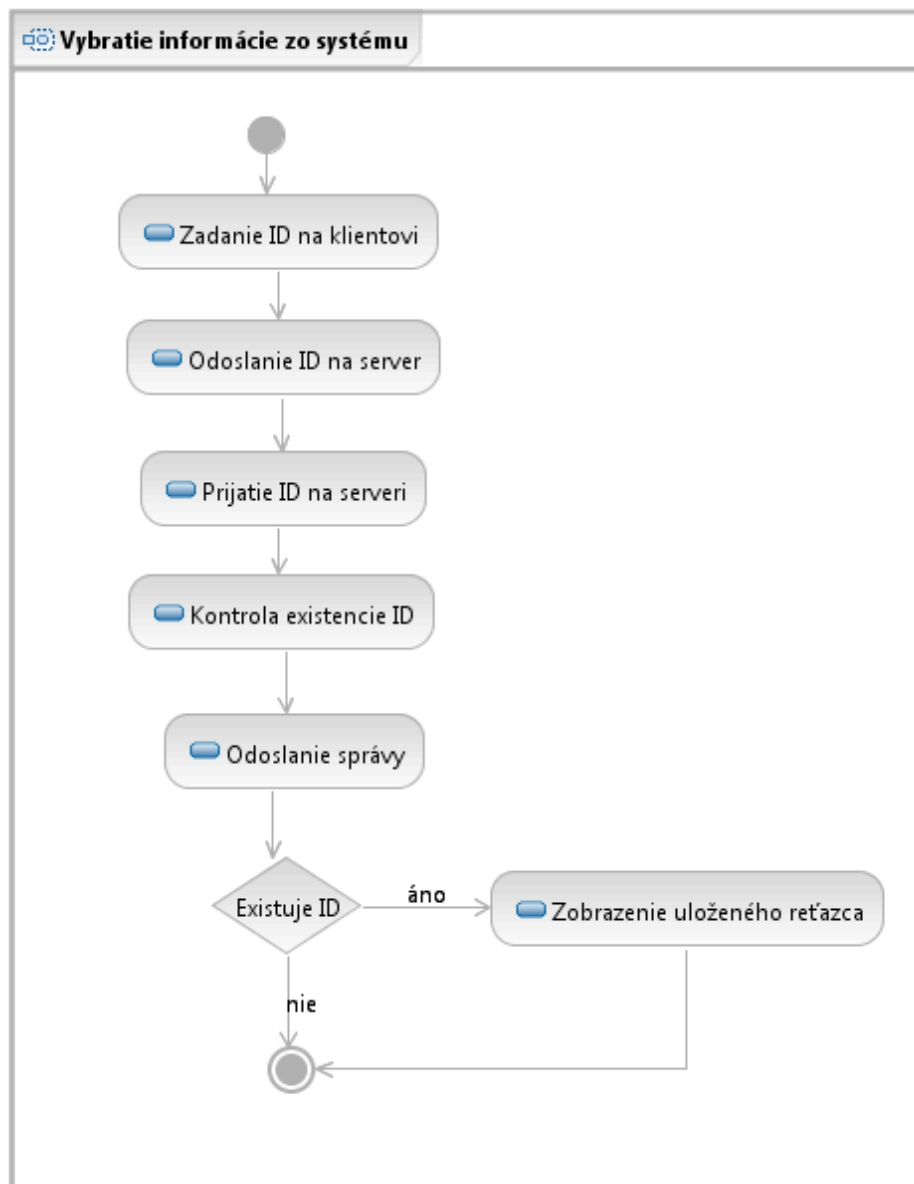 Vybratie informácie zo systému
Zadanie ID na klientovi
Odoslanie ID na server
Prijatie ID na serveri
Kontrola existencie ID
Odoslanie správy
Existuje ID
áno
Zobrazenie uloženého reťazca
nie